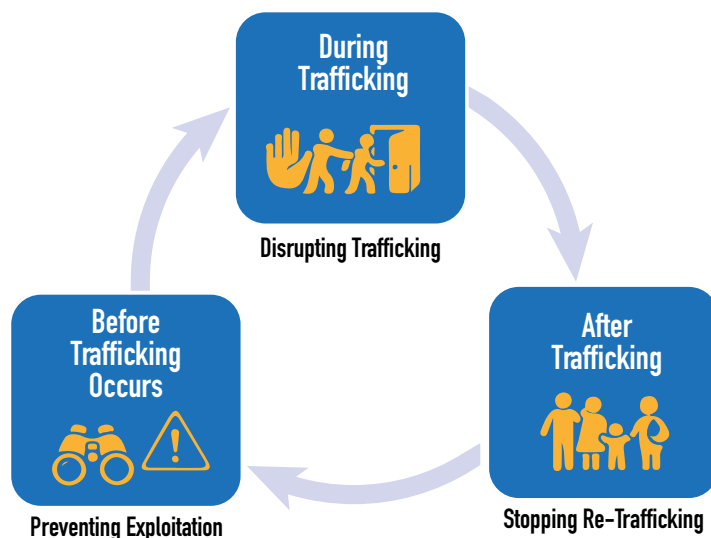 During
Trafficking
Disrupting Trafficking
Before
Trafficking
Occurs
Preventing Exploitation
After
Trafficking
Stopping Re-Trafficking